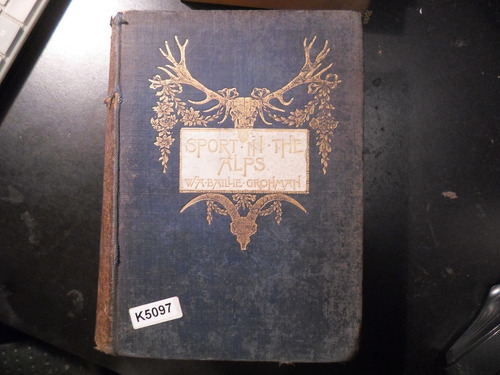 SPORT·IN·THE
ALPS.
W·A·BAILLIE·GROHMAN
K5097